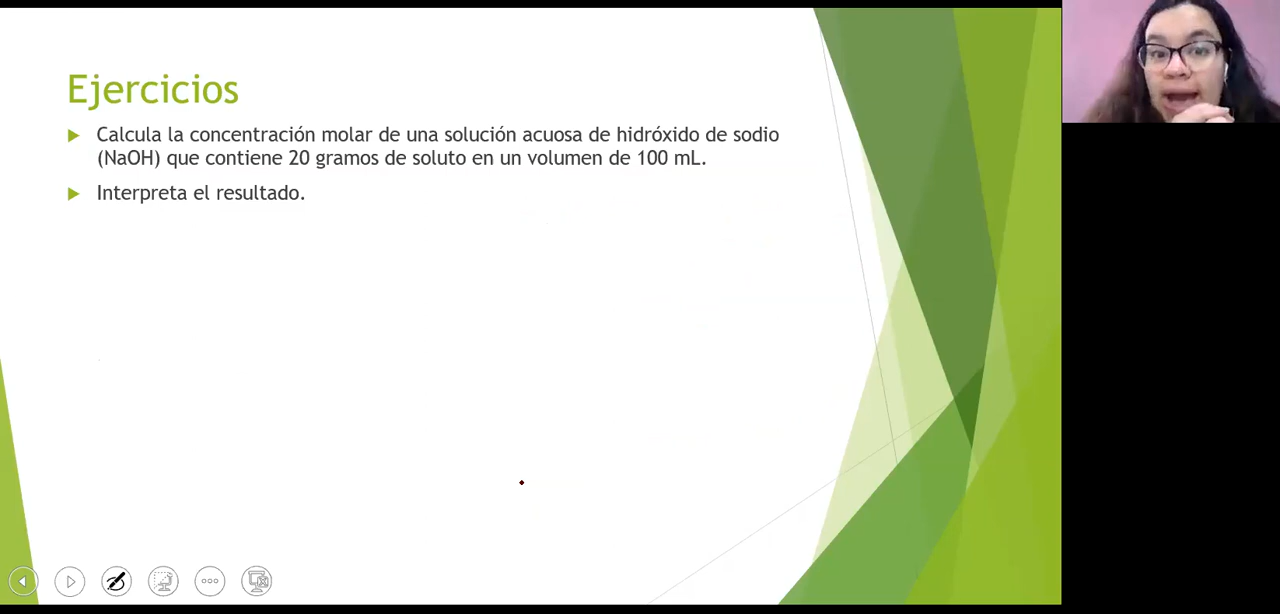 Ejercicios
Calcula la concentración molar de una solución acuosa de hidróxido de sodio
(NaOH) que contiene 20 gramos de soluto en un volumen de 100 mL.
Interpreta el resultado.